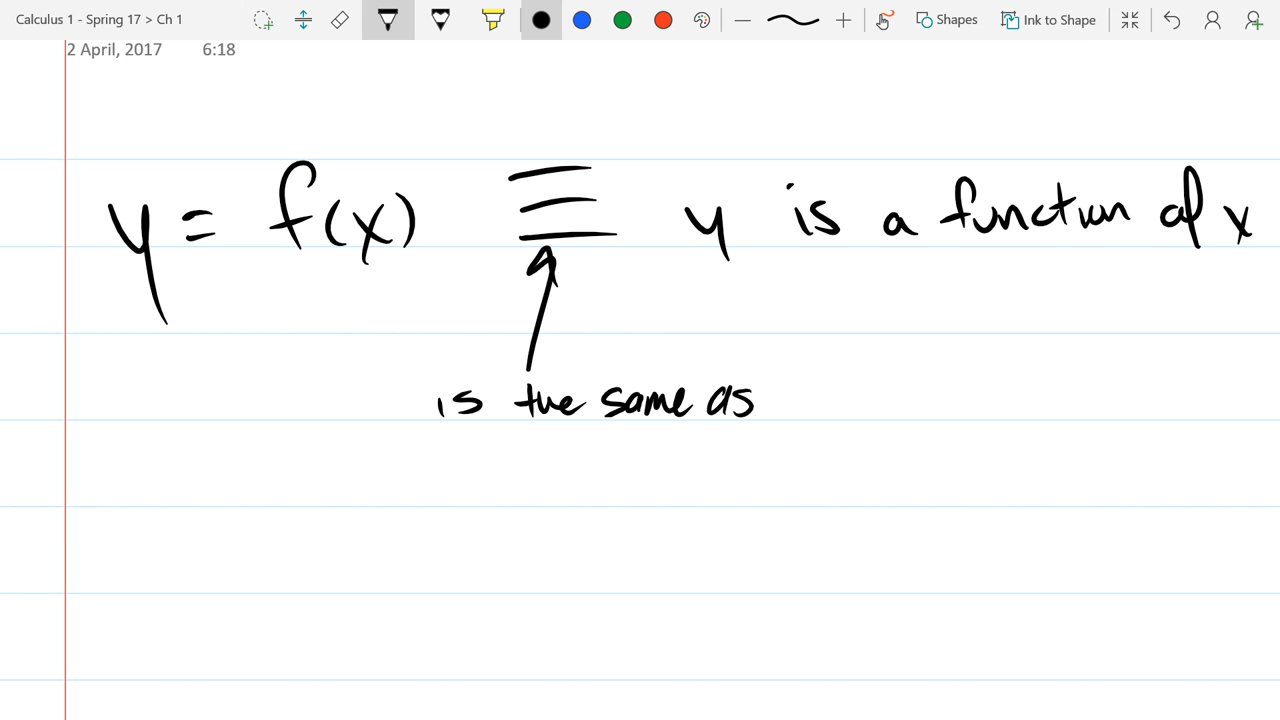 Calculus 1 - Spring 17 > Ch 1 Shapes Ink to Shape
2 April, 2017 6:18
y = f(x) ≡ y is a function of x
is the same as